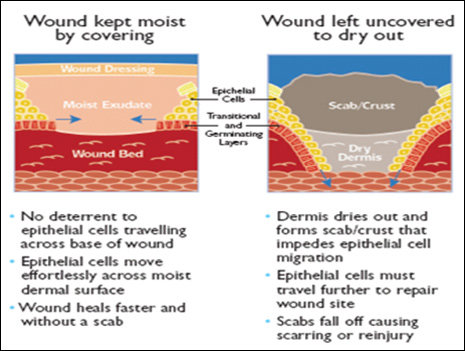 Wound kept moist
by covering
Wound left uncovered
to dry out
Wound Dressing
Moist Exudate
Wound Bed
Epithelial
Cells
Transitional
and
Germinating
Layers
Scab/Crust
Dry
Dermis
• No deterrent to
epithelial cells travelling
across base of wound
• Epithelial cells move
effortlessly across moist
dermal surface
• Wound heals faster and
without a scab
• Dermis dries out and
forms scab/crust that
impedes epithelial cell
migration
• Epithelial cells must
travel further to repair
wound site
• Scabs fall off causing
scarring or reinjury